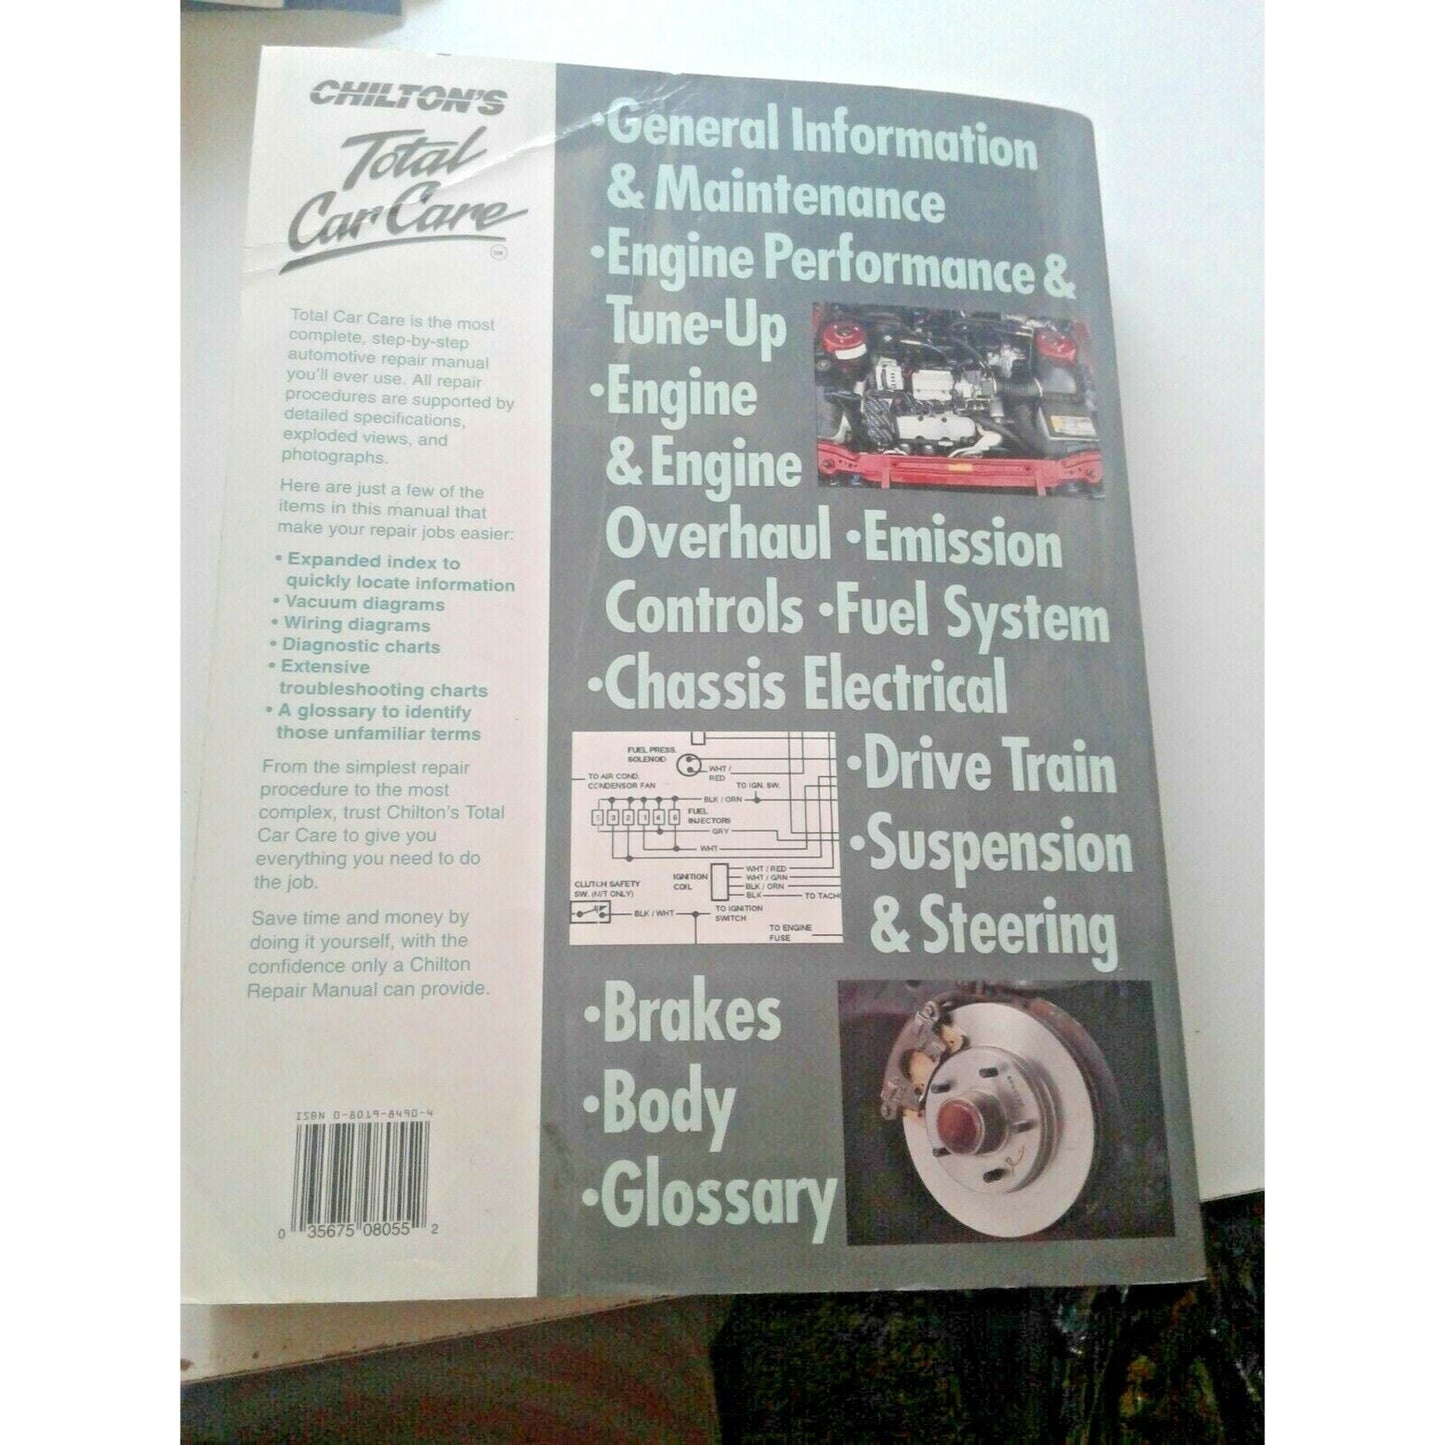 CHILTON'S
Total
Car Care
SM
Total Car Care is the most
complete, step-by-step
automotive repair manual
you'll ever use. All repair
procedures are supported by
detailed specifications,
exploded views, and
photographs.
Here are just a few of the
items in this manual that
make your repair jobs easier:
• Expanded index to
quickly locate information
• Vacuum diagrams
• Wiring diagrams
• Diagnostic charts
• Extensive
troubleshooting charts
• A glossary to identify
those unfamiliar terms
From the simplest repair
procedure to the most
complex, trust Chilton's Total
Car Care to give you
everything you need to do
the job.
Save time and money by
doing it yourself, with the
confidence only a Chilton
Repair Manual can provide.
ISBN 0-8019-8490-4
0 35675 08055 2
•General Information
& Maintenance
•Engine Performance &
Tune-Up
•Engine
& Engine
Overhaul •Emission
Controls •Fuel System
•Chassis Electrical
FUEL PRESS.
SOLENOID
WHT /
RED
TO AIR COND.
CONDENSOR FAN
TO IGN. SW.
BLK / ORN
5 3 2 1 4 6
FUEL
INJECTORS
GRY
WHT
IGNITION
COIL
WHT / RED
WHT / GRN
BLK / ORN
BLK
TO TACH
CLUTCH SAFETY
SW. (M/T ONLY)
BLK / WHT
TO IGNITION
SWITCH
TO ENGINE
FUSE
•Drive Train
•Suspension
& Steering
•Brakes
•Body
•Glossary